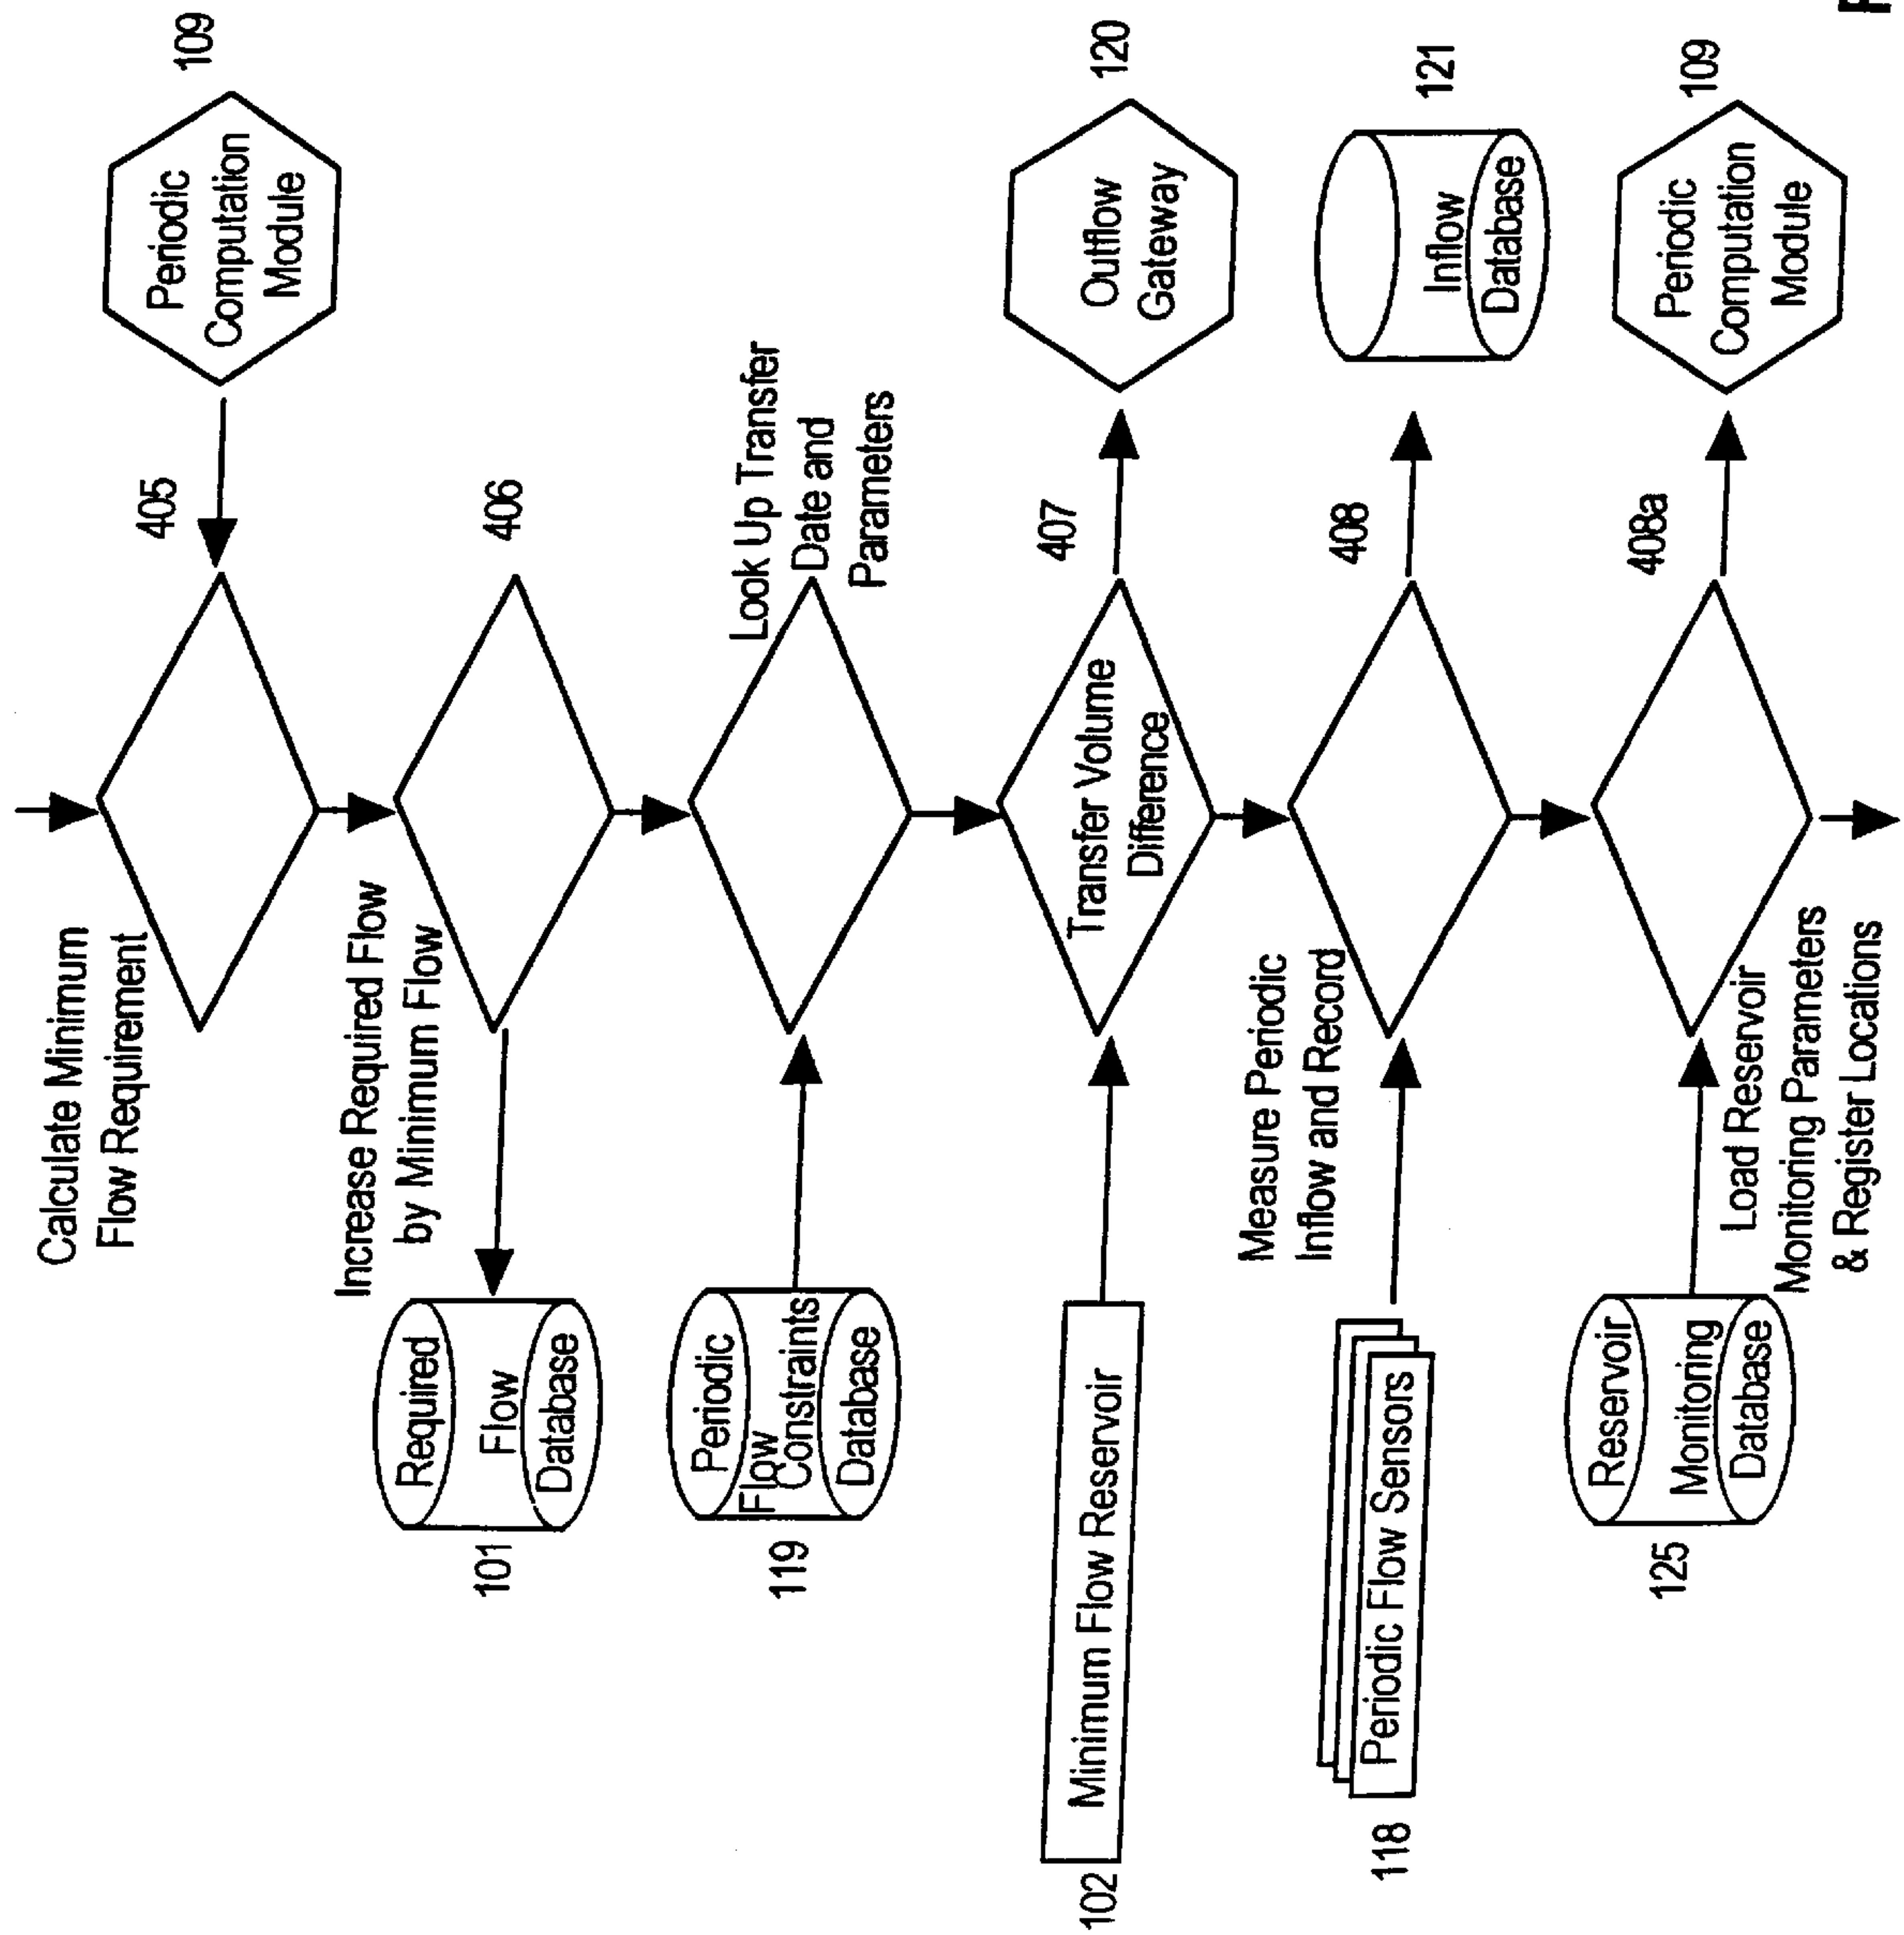 Calculate Minimum
Flow Requirement
405
Periodic
Computation
Module
109
Increase Required Flow
by Minimum Flow
406
Required
Flow
Database
101
Look Up Transfer
Date and
Parameters
Periodic
Flow
Constraints
Database
119
Transfer Volume
Difference
407
Minimum Flow Reservoir
102
Outflow
Gateway
120
Measure Periodic
Inflow and Record
408
Periodic Flow Sensors
118
Inflow
Database
121
408a
Reservoir
Monitoring
Database
125
Load Reservoir
Monitoring Parameters
& Register Locations
Periodic
Computation
Module
109